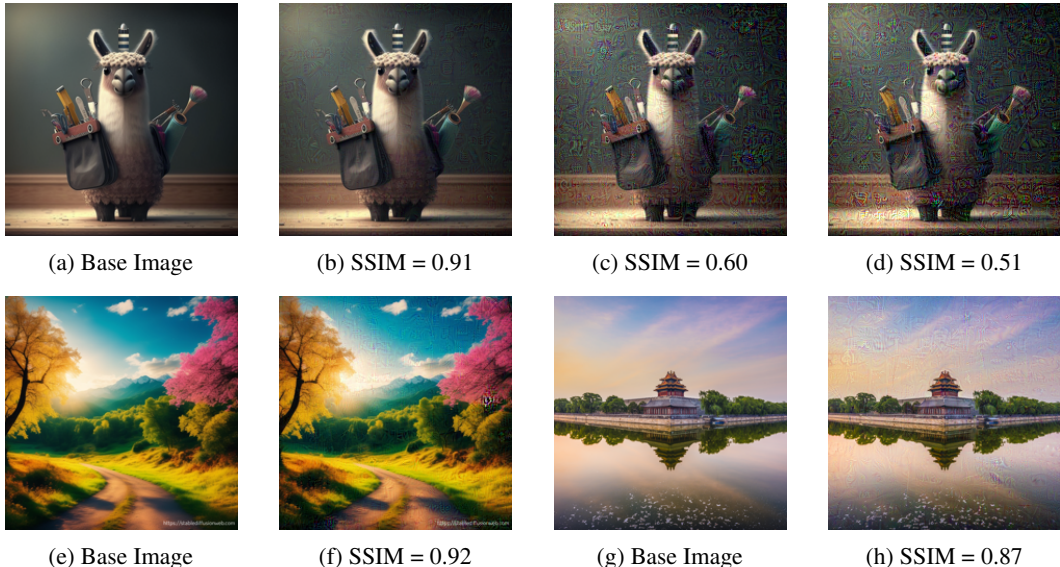 (a) Base Image
(b) SSIM = 0.91
(c) SSIM = 0.60
(d) SSIM = 0.51
(e) Base Image
(f) SSIM = 0.92
(g) Base Image
(h) SSIM = 0.87